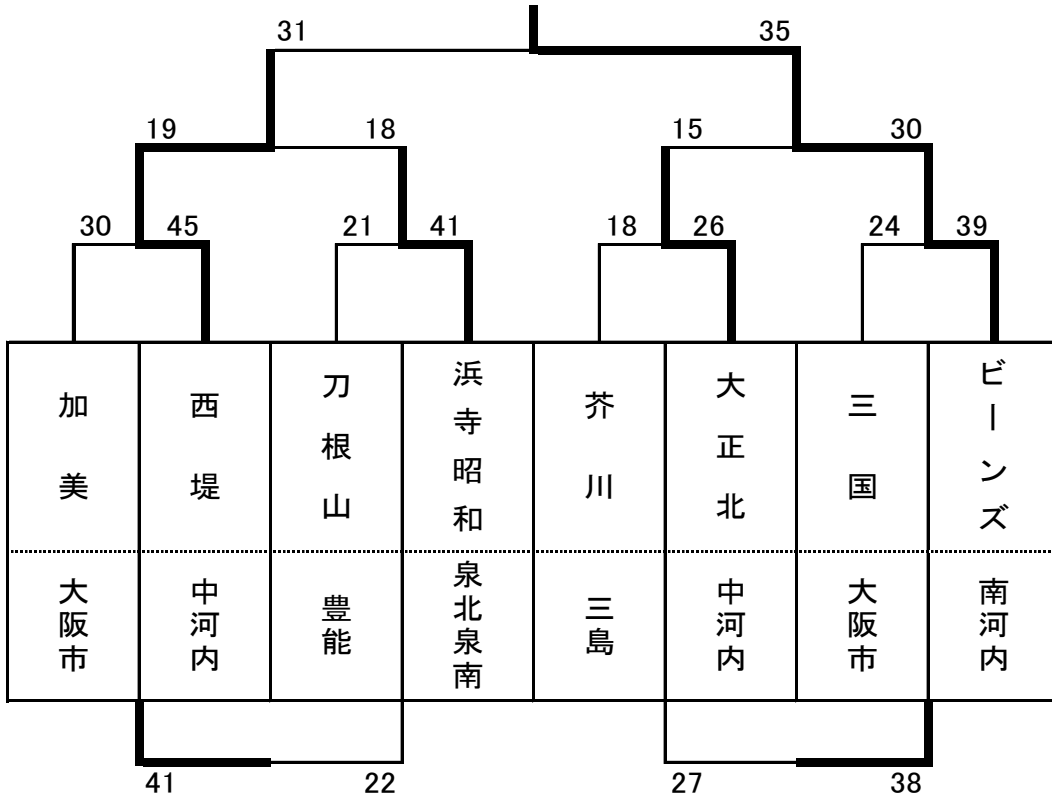 31 35
19 18 15 30
30 45 21 41 18 26 24 39
加美 西堤 刀根山 浜寺昭和 芥川 大正北 三国 ビーンズ
大阪市 中河内 豊能 泉北泉南 三島 中河内 大阪市 南河内
41 22 27 38